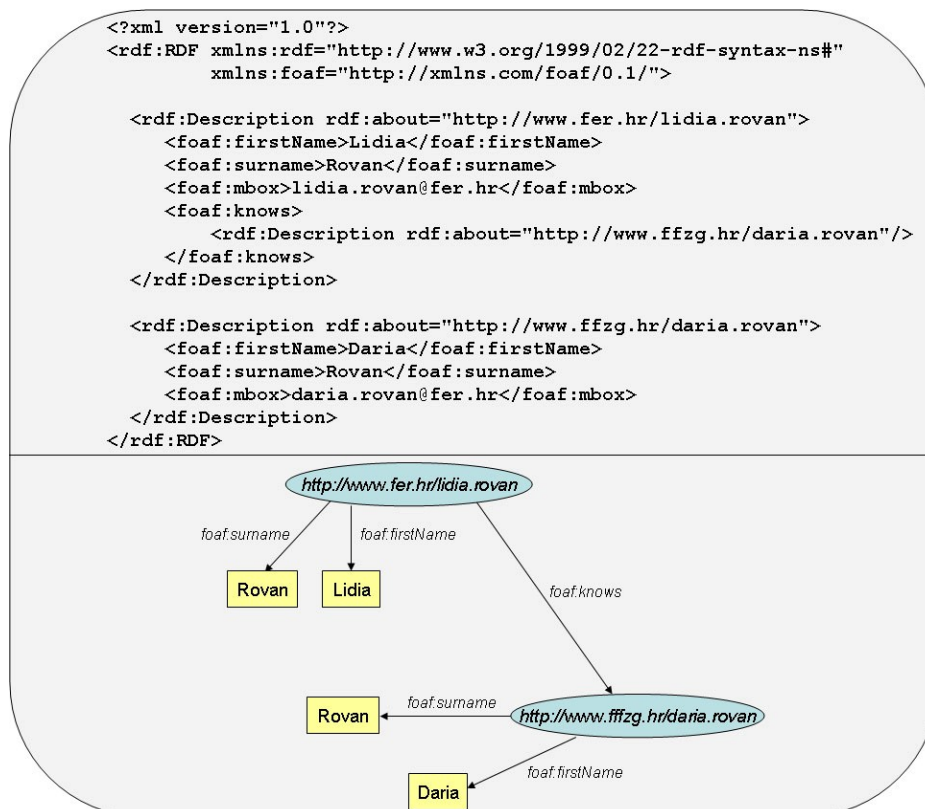 <?xml version="1.0"?>
<rdf:RDF xmlns:rdf="http://www.w3.org/1999/02/22-rdf-syntax-ns#"
xmlns:foaf="http://xmlns.com/foaf/0.1/">
<rdf:Description rdf:about="http://www.fer.hr/lidia.rovan">
<foaf:firstName>Lidia</foaf:firstName>
<foaf:surname>Rovan</foaf:surname>
<foaf:mbox>lidia.rovan@fer.hr</foaf:mbox>
<foaf:knows>
<rdf:Description rdf:about="http://www.ffzg.hr/daria.rovan"/>
</foaf:knows>
</rdf:Description>
<rdf:Description rdf:about="http://www.ffzg.hr/daria.rovan">
<foaf:firstName>Daria</foaf:firstName>
<foaf:surname>Rovan</foaf:surname>
<foaf:mbox>daria.rovan@fer.hr</foaf:mbox>
</rdf:Description>
</rdf:RDF>
http://www.fer.hr/lidia.rovan
foaf:surname
foaf:firstName
Rovan
Lidia
foaf:knows
Rovan
foaf:surname
http://www.fffzg.hr/daria.rovan
foaf:firstName
Daria